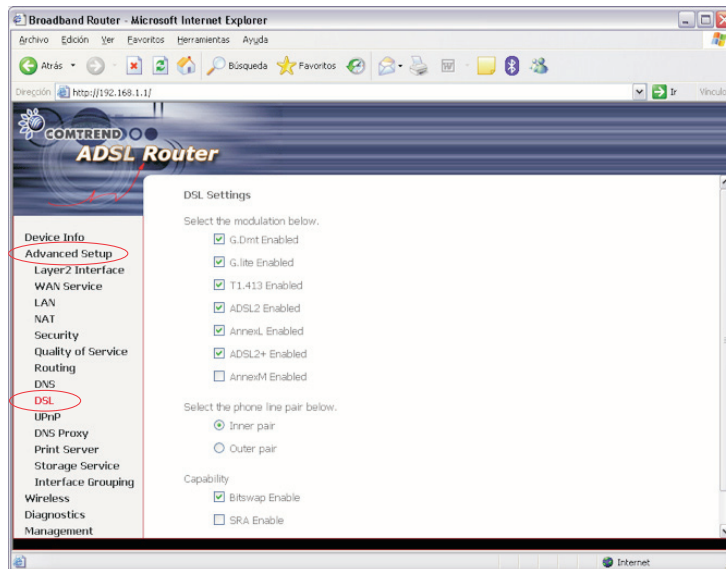 Broadband Router - Microsoft Internet Explorer
Archivo Edición Ver Favoritos Herramientas Ayuda
Atrás Búsqueda Favoritos
Dirección http://192.168.1.1/ Ir Vínculo
COMTREND
ADSL Router
Device Info
Advanced Setup
Layer2 Interface
WAN Service
LAN
NAT
Security
Quality of Service
Routing
DNS
DSL
UPnP
DNS Proxy
Print Server
Storage Service
Interface Grouping
Wireless
Diagnostics
Management
DSL Settings
Select the modulation below.
G.Dmt Enabled
G.lite Enabled
T1.413 Enabled
ADSL2 Enabled
AnnexL Enabled
ADSL2+ Enabled
AnnexM Enabled
Select the phone line pair below.
Inner pair
Outer pair
Capability
Bitswap Enable
SRA Enable
Internet